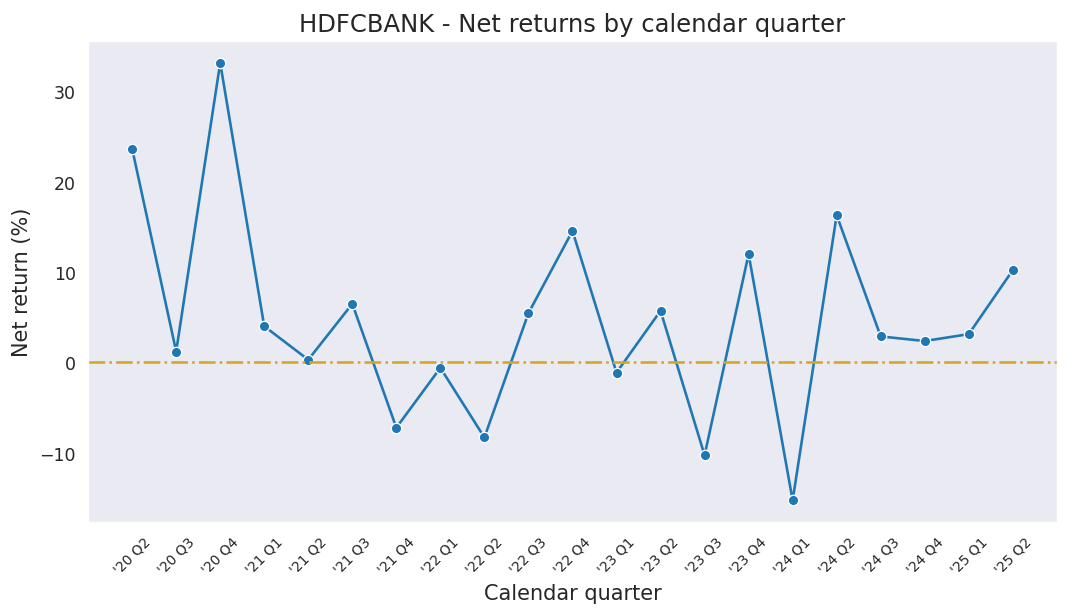 HDFCBANK - Net returns by calendar quarter
Net return (%)
30
20
10
0
−10
'20 Q2
'20 Q3
'20 Q4
'21 Q1
'21 Q2
'21 Q3
'21 Q4
'22 Q1
'22 Q2
'22 Q3
'22 Q4
'23 Q1
'23 Q2
'23 Q3
'23 Q4
'24 Q1
'24 Q2
'24 Q3
'24 Q4
'25 Q1
'25 Q2
Calendar quarter